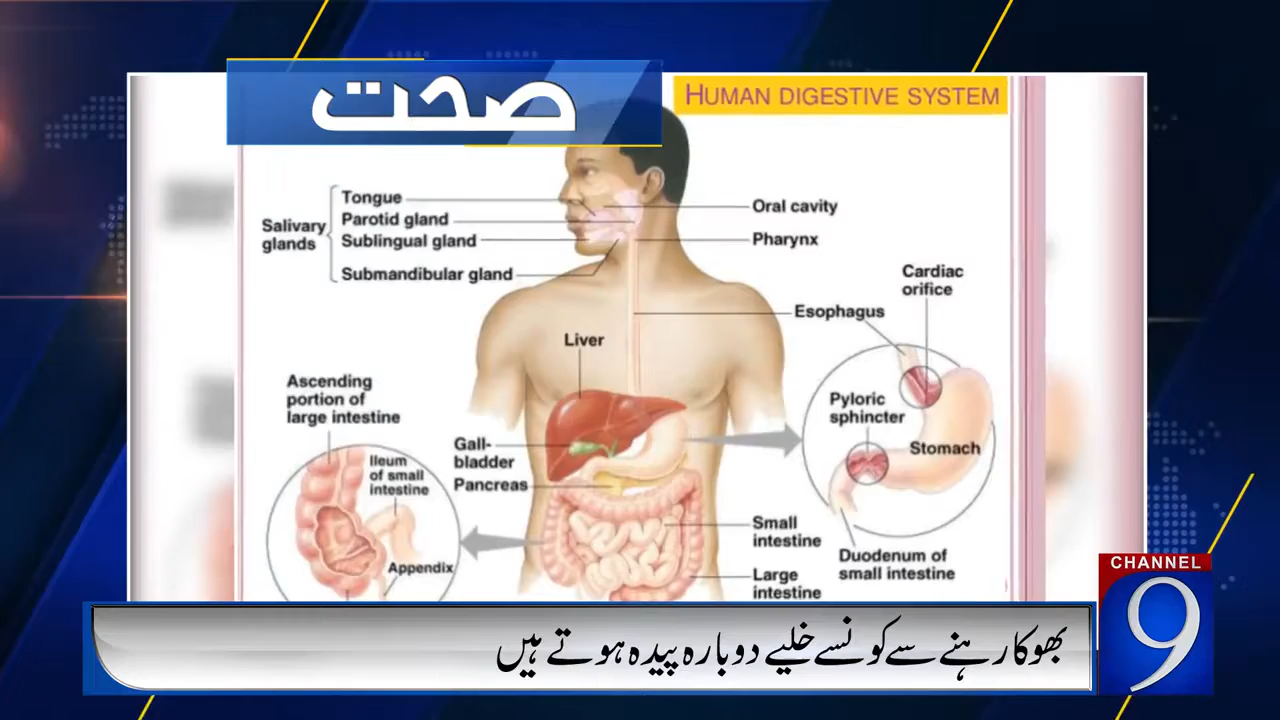 صحت
HUMAN DIGESTIVE SYSTEM
Salivary
glands
Tongue
Parotid gland
Sublingual gland
Submandibular gland
Oral cavity
Pharynx
Esophagus
Cardiac
orifice
Liver
Ascending
portion of
large intestine
Pyloric
sphincter
Stomach
Gall-
bladder
Pancreas
Ileum
of small
intestine
Appendix
Small
intestine
Large
intestine
Duodenum of
small intestine
CHANNEL
9
بھوکا رہنے سے کونسے خلیے دوبارہ پیدہ ہوتے ہیں